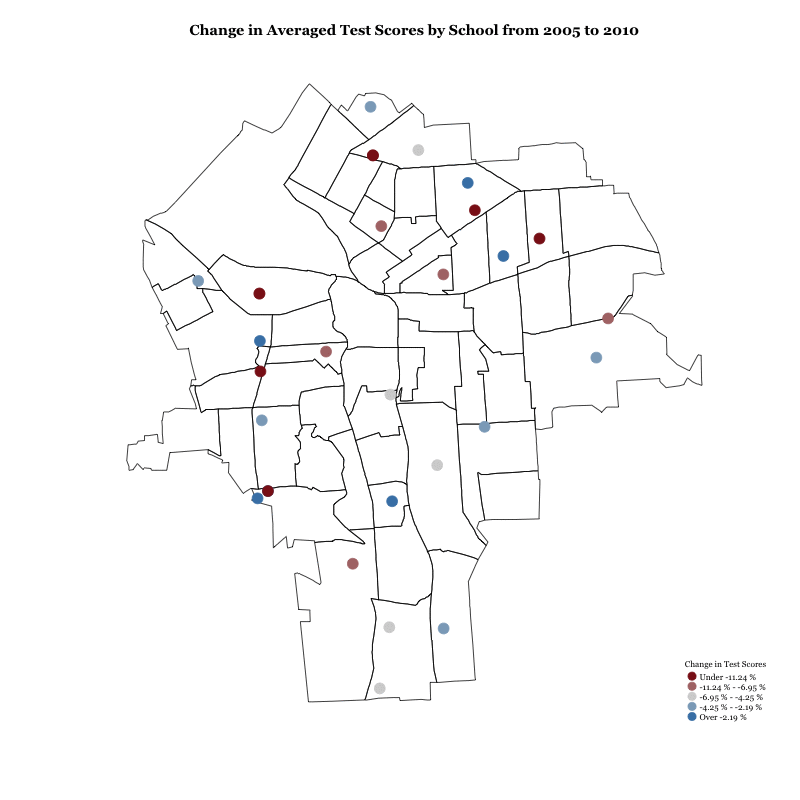 Change in Averaged Test Scores by School from 2005 to 2010
Change in Test Scores
Under -11.24 %
-11.24 % - -6.95 %
-6.95 % - -4.25 %
-4.25 % - -2.19 %
Over -2.19 %